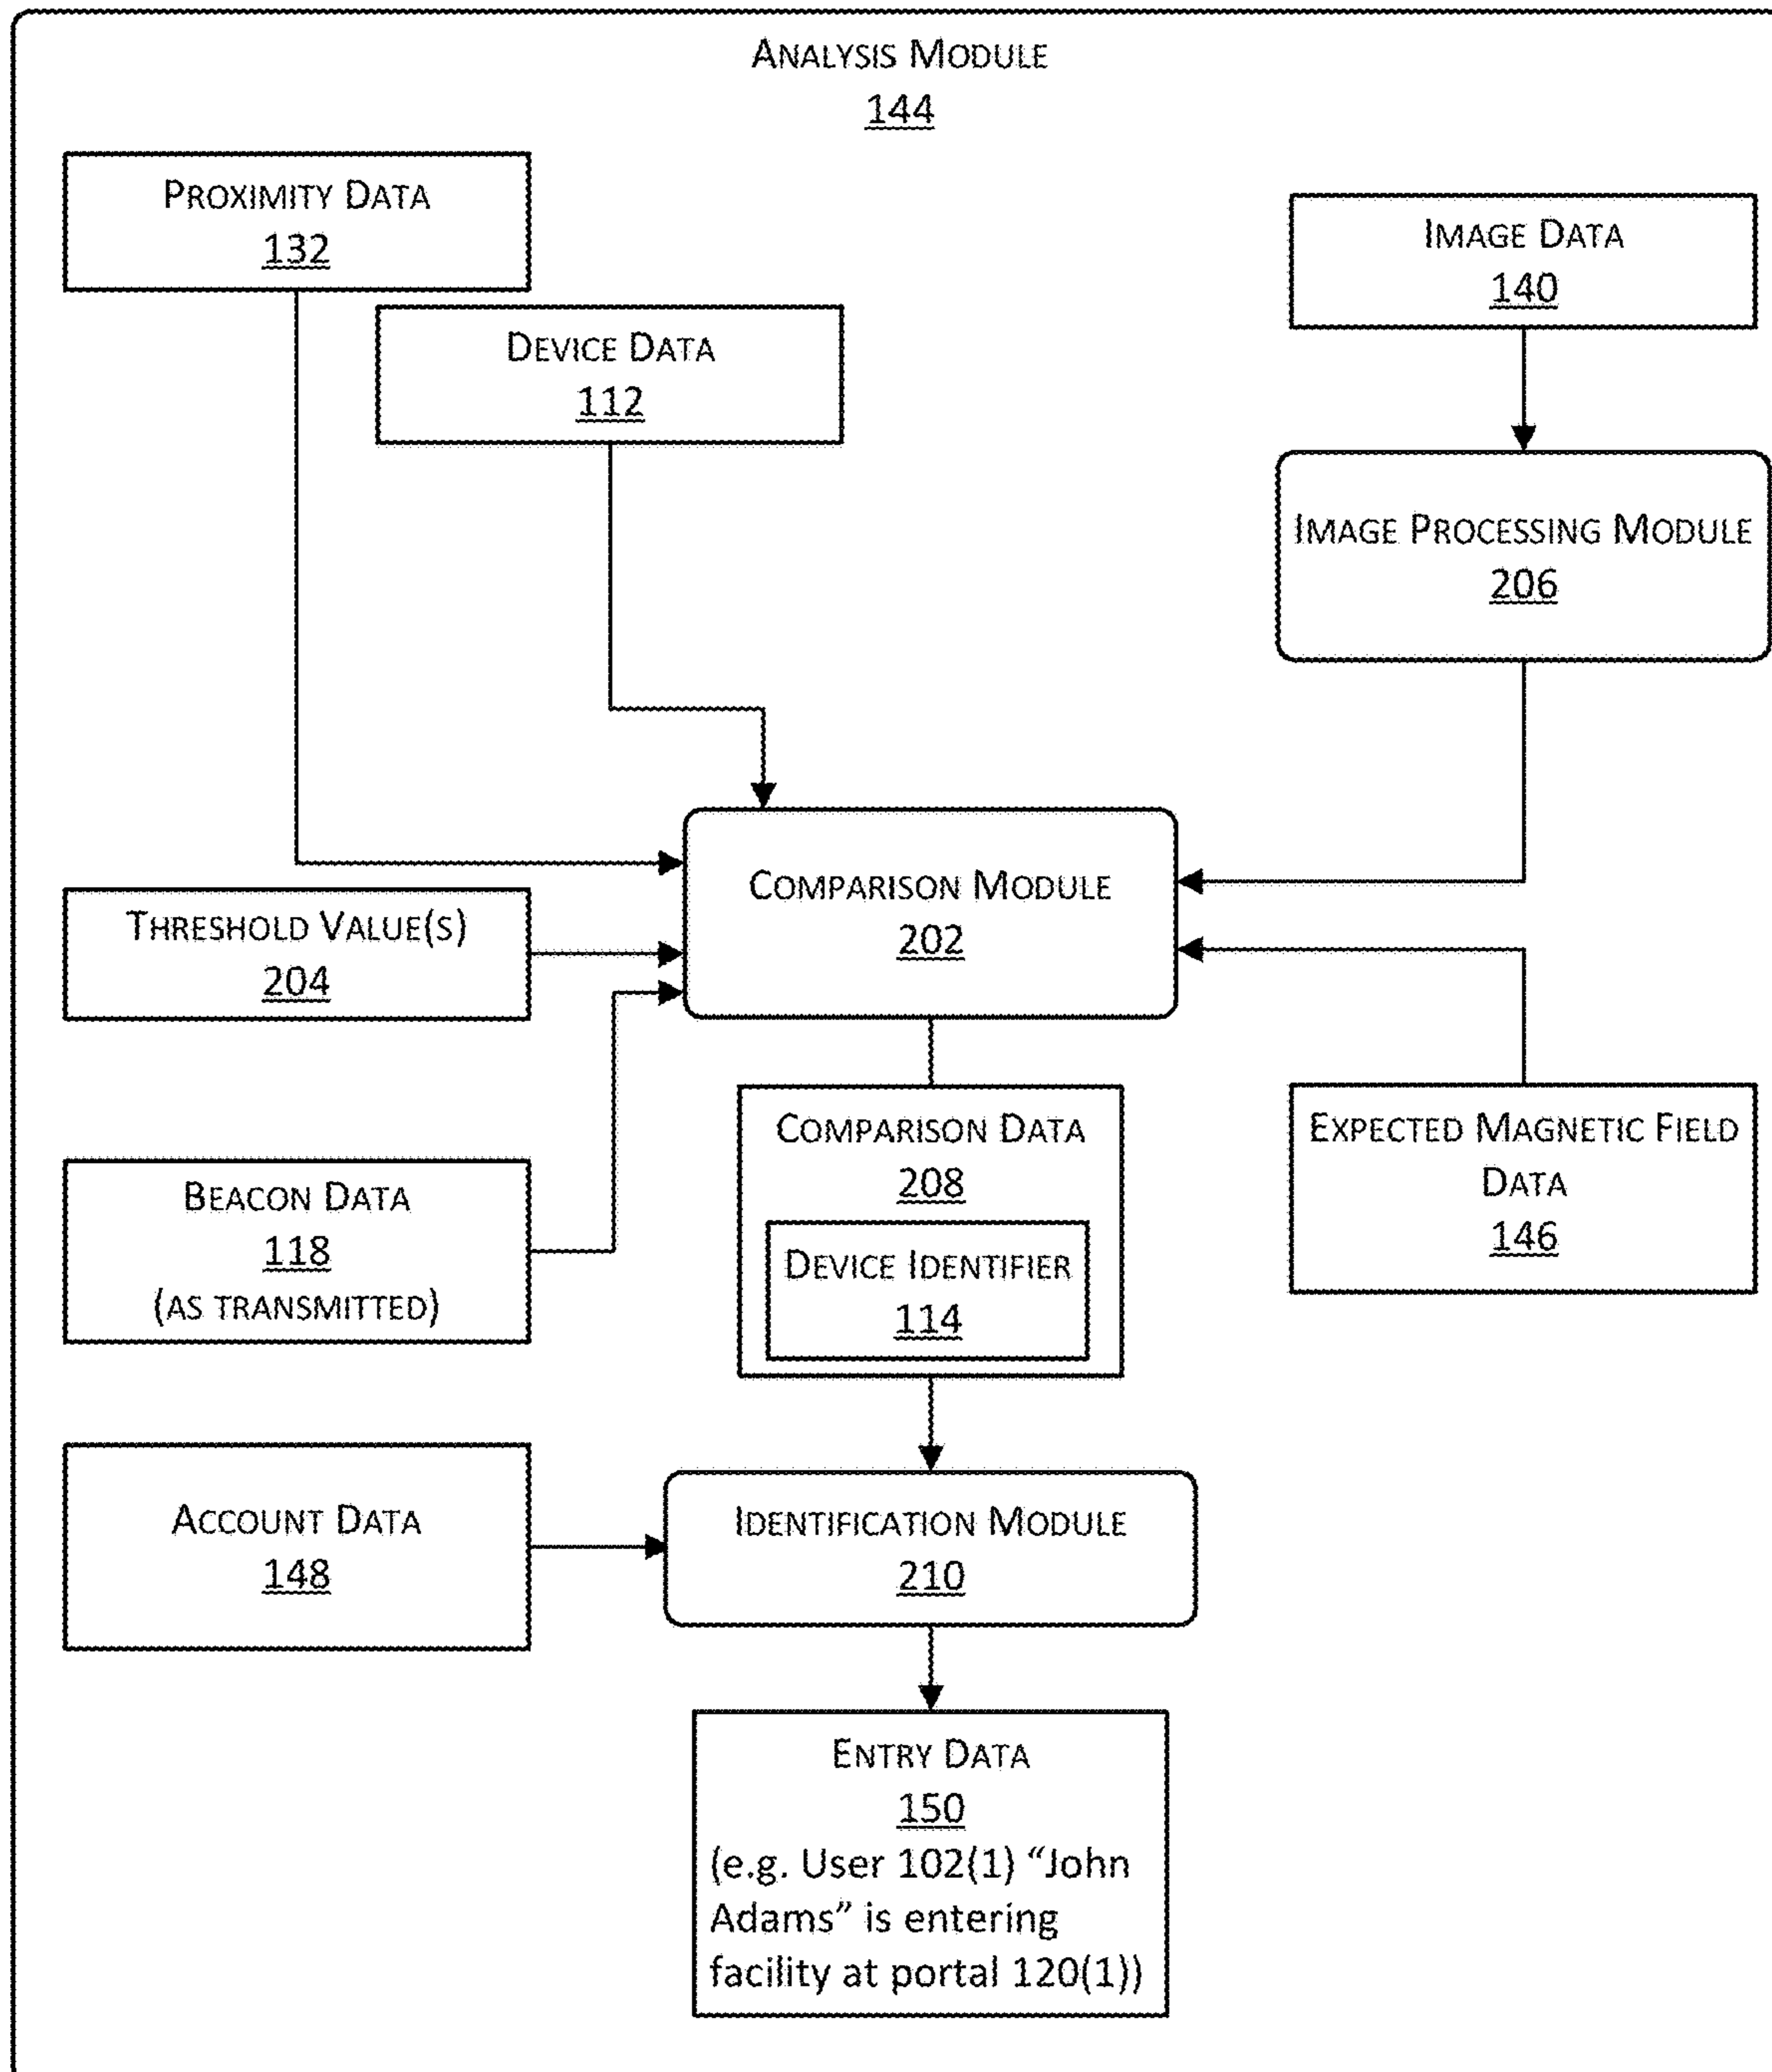 ANALYSIS MODULE
144
PROXIMITY DATA
132
IMAGE DATA
140
DEVICE DATA
112
IMAGE PROCESSING MODULE
206
COMPARISON MODULE
202
THRESHOLD VALUE(S)
204
COMPARISON DATA
208
DEVICE IDENTIFIER
114
EXPECTED MAGNETIC FIELD
DATA
146
BEACON DATA
118
(AS TRANSMITTED)
ACCOUNT DATA
148
IDENTIFICATION MODULE
210
ENTRY DATA
150
(e.g. User 102(1) “John
Adams” is entering
facility at portal 120(1))